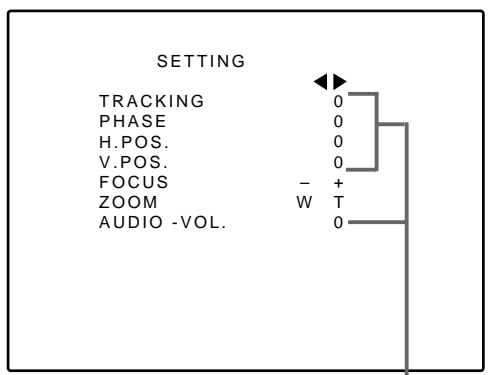 SETTING
◀ ▶
TRACKING 0
PHASE 0
H.POS. 0
V.POS. 0
FOCUS – +
ZOOM W T
AUDIO -VOL. 0